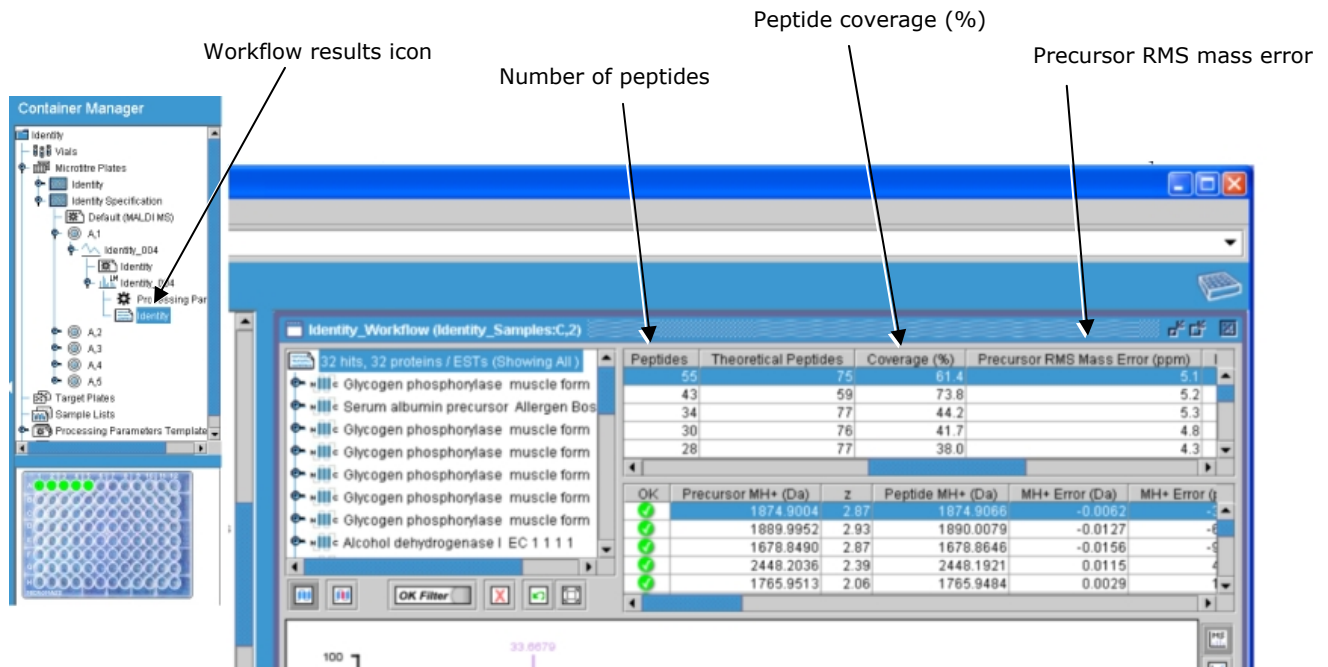 Peptide coverage (%)
Workflow results icon
Precursor RMS mass error
Number of peptides
Container Manager
Identity
Vials
Microtitre Plates
Identity
Identity Specification
Default (MALDI MS)
A,1
Identity_004
Identity
LM
Identity_004
Processing Par
Identity
A,2
A,3
A,4
A,5
Target Plates
Sample Lists
Processing Parameters Template
Identity_Workflow (Identity_Samples:C,2)
32 hits, 32 proteins / ESTs (Showing All )
Glycogen phosphorylase muscle form
Serum albumin precursor Allergen Bos
Glycogen phosphorylase muscle form
Glycogen phosphorylase muscle form
Glycogen phosphorylase muscle form
Glycogen phosphorylase muscle form
Glycogen phosphorylase muscle form
Alcohol dehydrogenase I EC 1 1 1 1
OK Filter
Peptides Theoretical Peptides Coverage (%) Precursor RMS Mass Error (ppm)
55 75 61.4 5.1
43 59 73.8 5.2
34 77 44.2 5.3
30 76 41.7 4.8
28 77 38.0 4.3
OK Precursor MH+ (Da) z Peptide MH+ (Da) MH+ Error (Da) MH+ Error (
1874.9004 2.87 1874.9066 -0.0062
1889.9952 2.93 1890.0079 -0.0127
1678.8490 2.87 1678.8646 -0.0156
2448.2036 2.39 2448.1921 0.0115
1765.9513 2.06 1765.9484 0.0029
33.6679
100